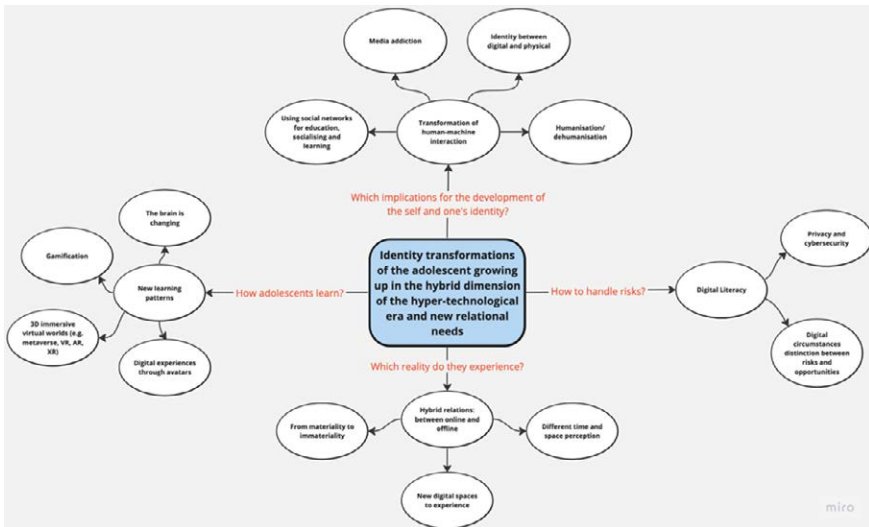 Media addiction
Identity between
digital and physical
Using social networks
for education,
socialising and
learning
Transformation of
human-machine
interaction
Humanisation/
dehumanisation
Which implications for the development of
the self and one's identity?
The brain is
changing
Gamification
New learning
patterns
3D immersive
virtual worlds (e.g.
metaverse, VR, AR,
XR)
Digital experiences
through avatars
How adolescents learn?
Identity transformations
of the adolescent growing
up in the hybrid dimension
of the hyper-technological
era and new relational
needs
How to handle risks?
Digital Literacy
Privacy and
cybersecurity
Digital
circumstances
distinction between
risks and
opportunities
Which reality do they experience?
Hybrid relations:
between online and
offline
From materiality to
immateriality
Different time and
space perception
New digital spaces
to experience
miro